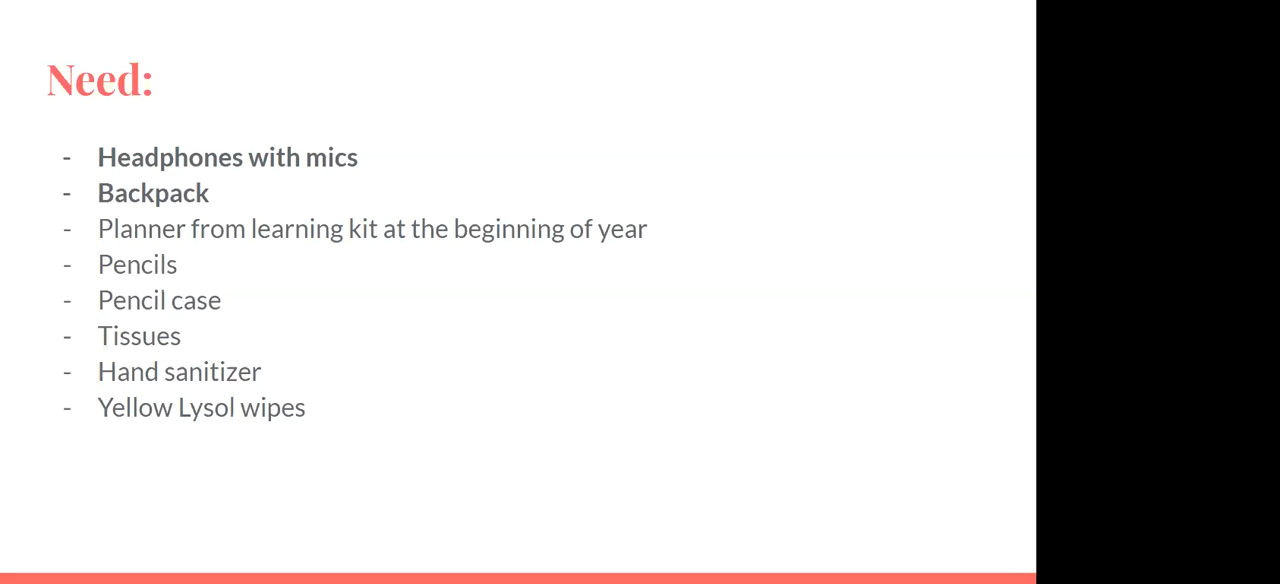 Need:
- Headphones with mics
- Backpack
- Planner from learning kit at the beginning of year
- Pencils
- Pencil case
- Tissues
- Hand sanitizer
- Yellow Lysol wipes